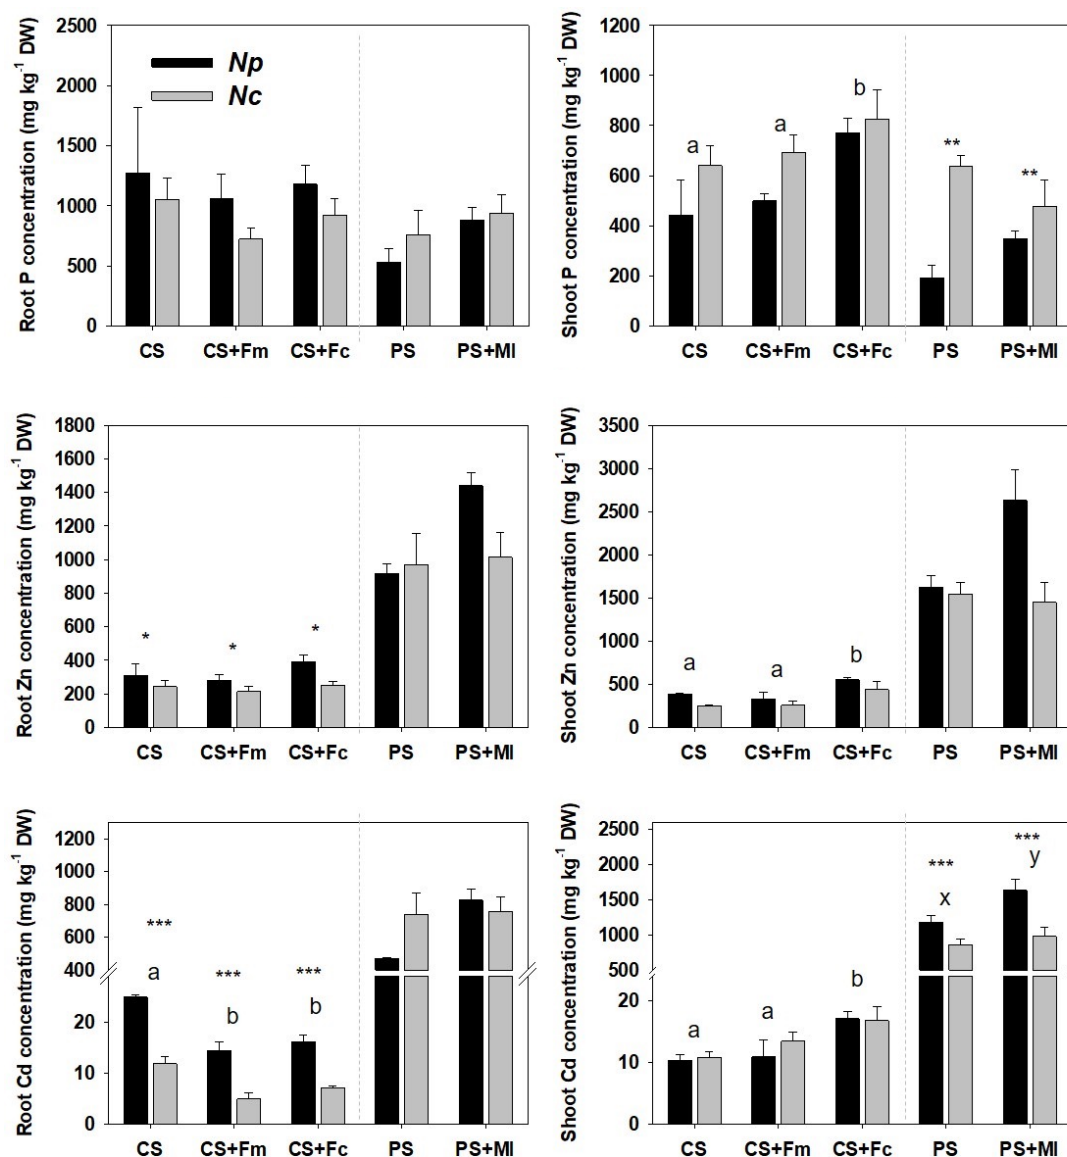 Root P concentration (mg kg⁻¹ DW)
2500
2000
1500
1000
500
0
Np
Nc
CS CS+Fm CS+Fc PS PS+MI
Shoot P concentration (mg kg⁻¹ DW)
1200
1000
800
600
400
200
0
a a b ** **
CS CS+Fm CS+Fc PS PS+MI
Root Zn concentration (mg kg⁻¹ DW)
1800
1600
1400
1200
1000
800
600
400
200
0
* * *
CS CS+Fm CS+Fc PS PS+MI
Shoot Zn concentration (mg kg⁻¹ DW)
3500
3000
2500
2000
1500
1000
500
0
a a b
CS CS+Fm CS+Fc PS PS+MI
Root Cd concentration (mg kg⁻¹ DW)
1200
1000
800
600
400
20
10
0
*** *** ***
a b b
CS CS+Fm CS+Fc PS PS+MI
Shoot Cd concentration (mg kg⁻¹ DW)
2500
2000
1500
1000
500
20
10
0
*** ***
x y
a a b
CS CS+Fm CS+Fc PS PS+MI